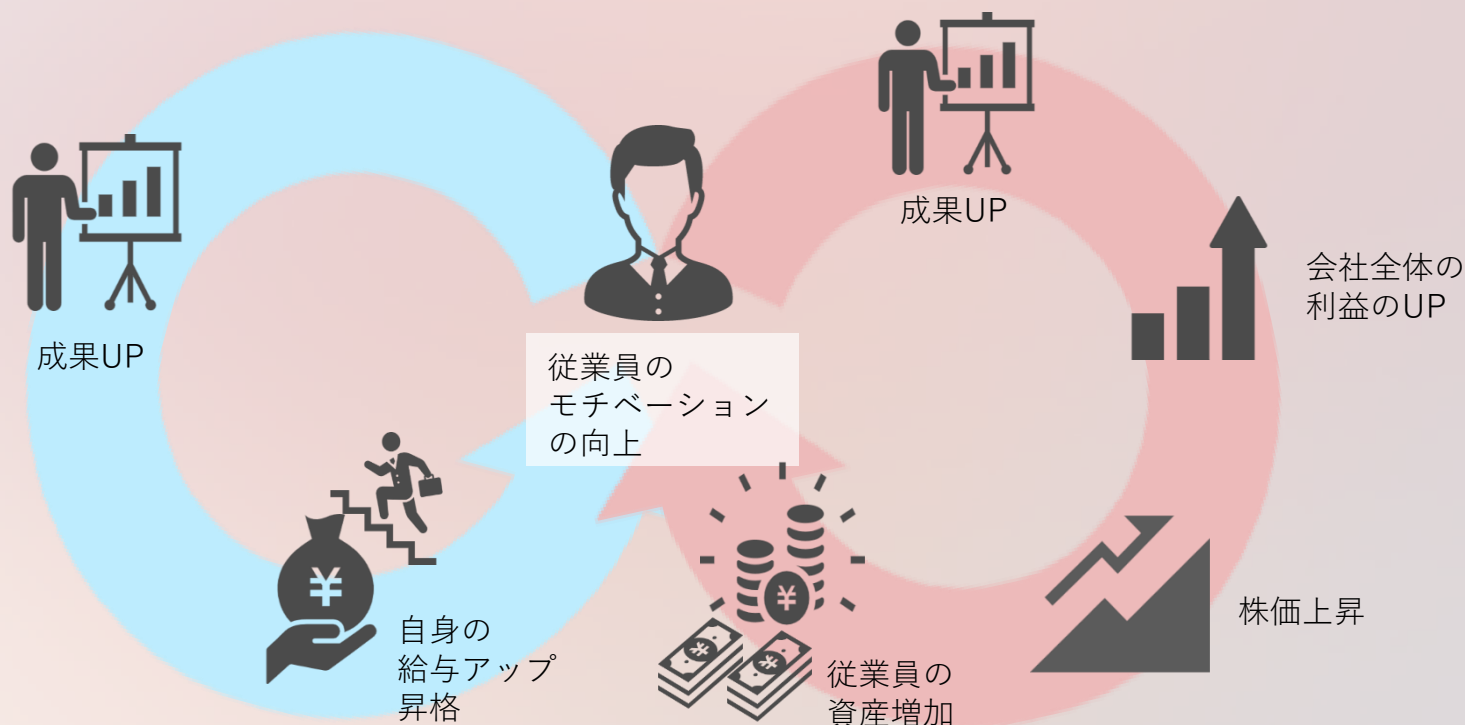 成果UP
従業員の
モチベーション
の向上
自身の
給与アップ
昇格
成果UP
会社全体の
利益のUP
株価上昇
従業員の
資産増加
¥
¥
¥
¥